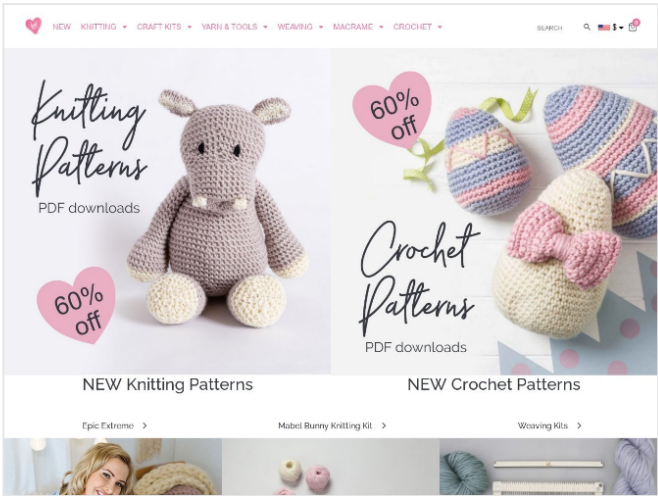 NEW KNITTING CRAFT KITS YARN & TOOLS WEAVING MACRAME CROCHET SEARCH $
Knitting
Patterns
PDF downloads
60%
off
60%
off
Crochet
Patterns
PDF downloads
NEW Knitting Patterns
NEW Crochet Patterns
Epic Extreme
Mabel Bunny Knitting Kit
Weaving Kits